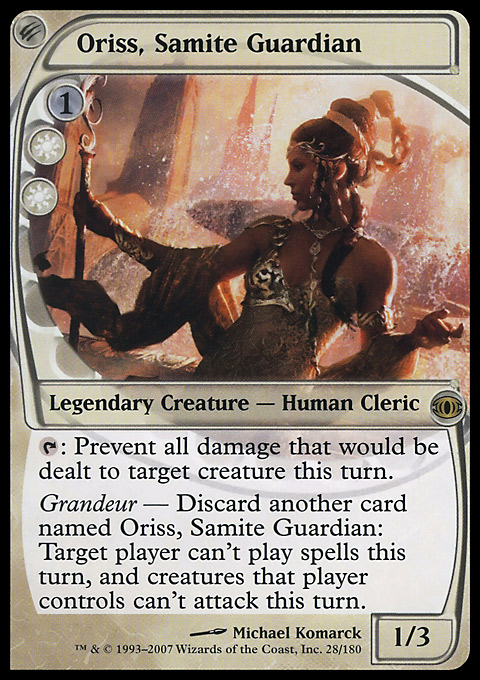 Oriss, Samite Guardian
1
Legendary Creature — Human Cleric
: Prevent all damage that would be
dealt to target creature this turn.
Grandeur — Discard another card
named Oriss, Samite Guardian:
Target player can't play spells this
turn, and creatures that player
controls can't attack this turn.
Michael Komarck
1/3
™ & © 1993–2007 Wizards of the Coast, Inc. 28/180